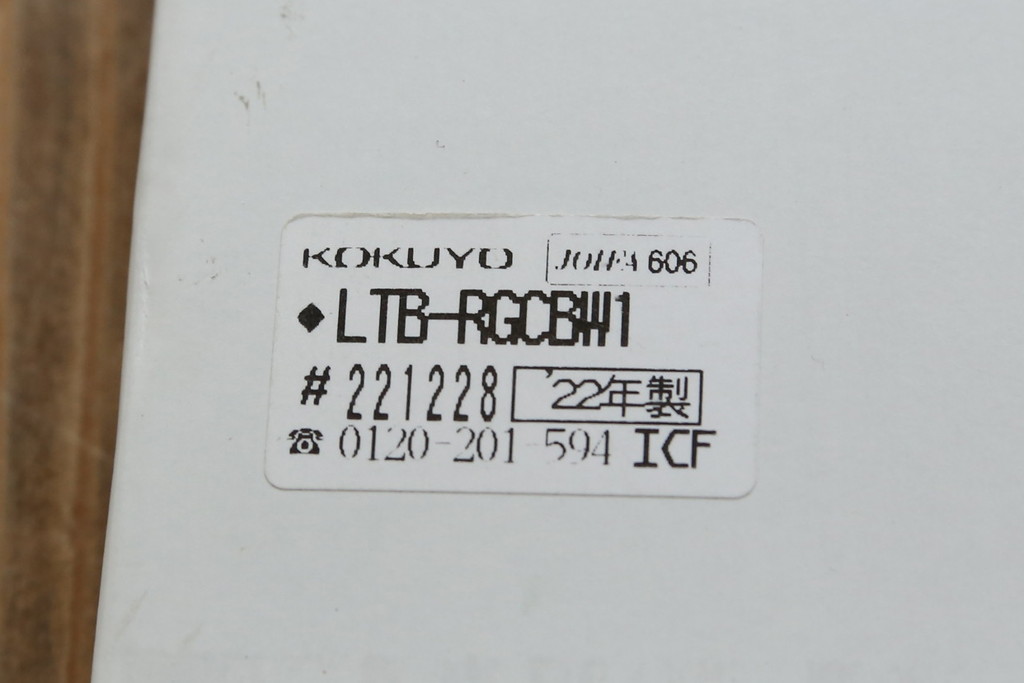 KOKUYO JOIFA 606
◆LTB-RGCBW1
#221228 '22年製
☎0120-201-594 ICF